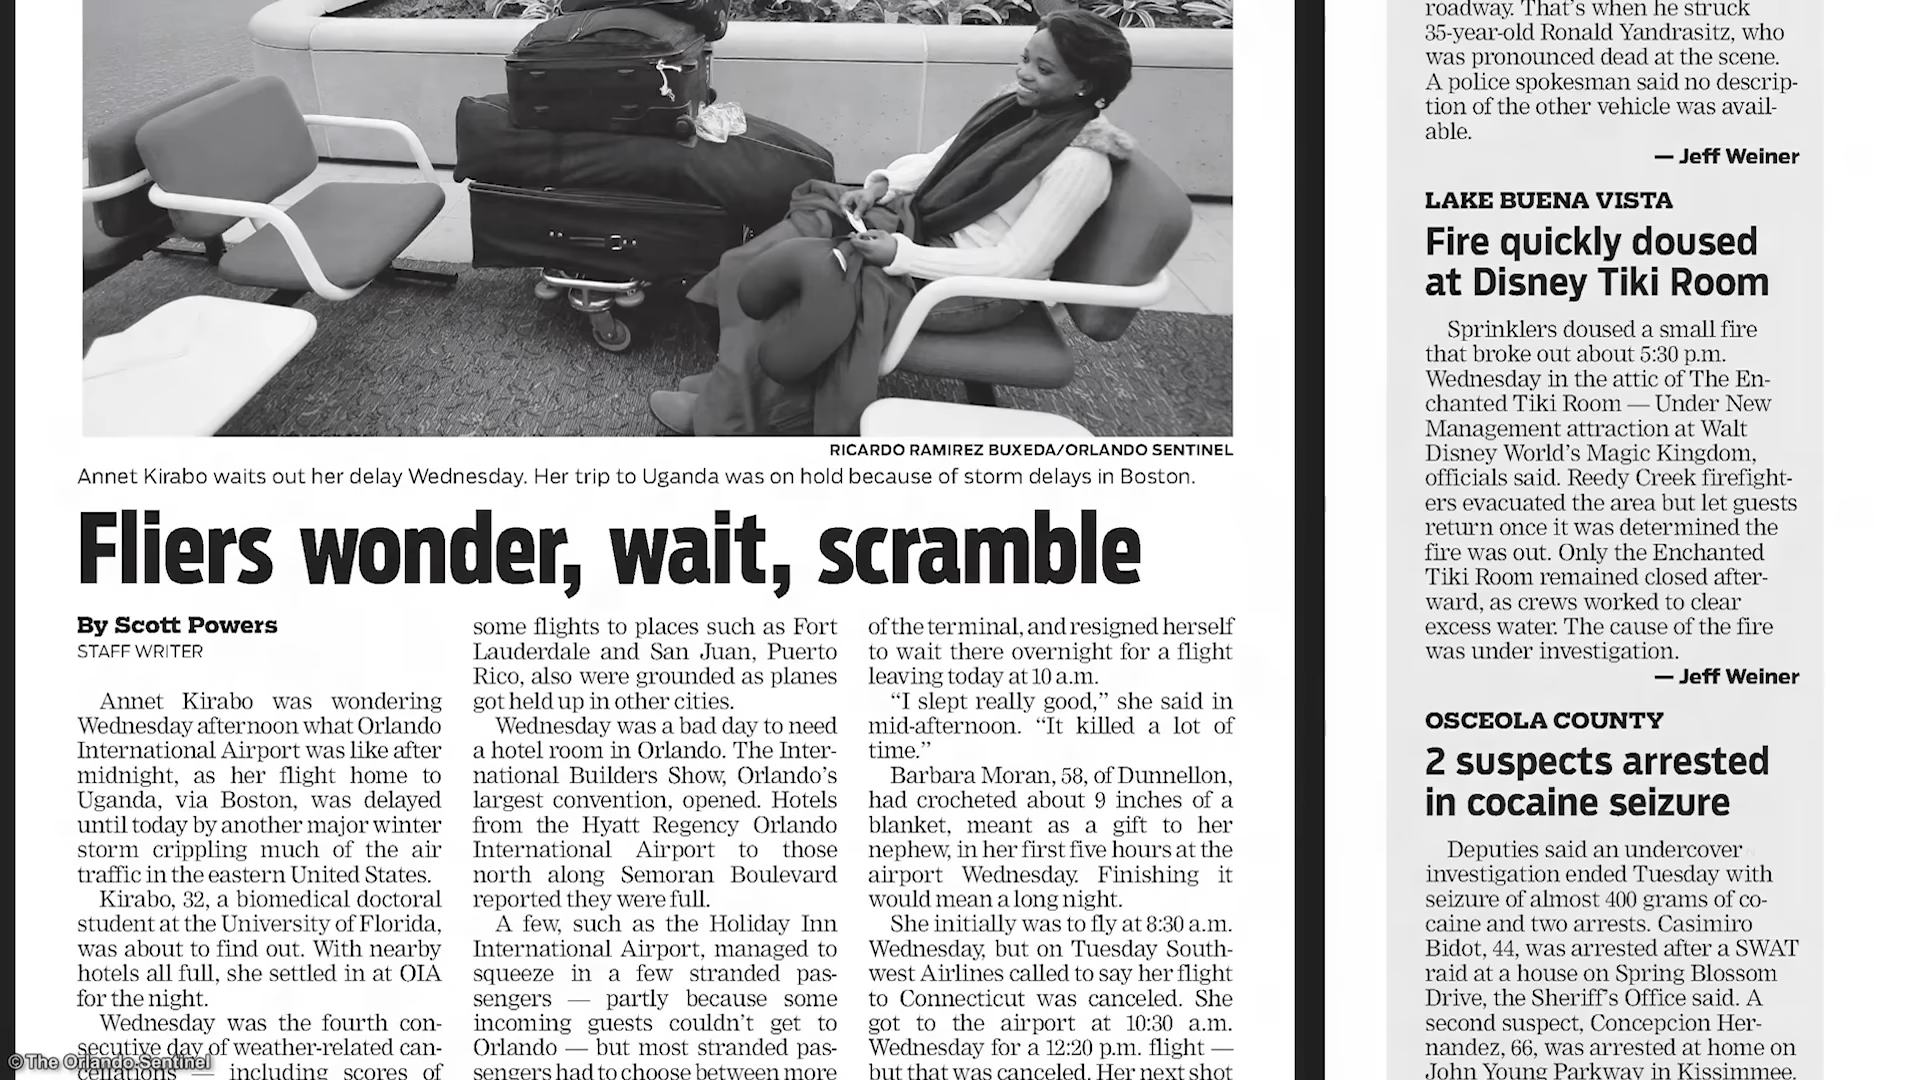 RICARDO RAMIREZ BUXEDA/ORLANDO SENTINEL
Annet Kirabo waits out her delay Wednesday. Her trip to Uganda was on hold because of storm delays in Boston.
Fliers wonder, wait, scramble
By Scott Powers
STAFF WRITER
Annet Kirabo was wondering
Wednesday afternoon what Orlando
International Airport was like after
midnight, as her flight home to
Uganda, via Boston, was delayed
until today by another major winter
storm crippling much of the air
traffic in the eastern United States.
Kirabo, 32, a biomedical doctoral
student at the University of Florida,
was about to find out. With nearby
hotels all full, she settled in at OIA
for the night.
Wednesday was the fourth con-
secutive day of weather-related can-
cellations — including scores of
some flights to places such as Fort
Lauderdale and San Juan, Puerto
Rico, also were grounded as planes
got held up in other cities.
Wednesday was a bad day to need
a hotel room in Orlando. The Inter-
national Builders Show, Orlando's
largest convention, opened. Hotels
from the Hyatt Regency Orlando
International Airport to those
north along Semoran Boulevard
reported they were full.
A few, such as the Holiday Inn
International Airport, managed to
squeeze in a few stranded pas-
sengers — partly because some
incoming guests couldn't get to
Orlando — but most stranded pas-
sengers had to choose between more
of the terminal, and resigned herself
to wait there overnight for a flight
leaving today at 10 a.m.
"I slept really good," she said in
mid-afternoon. "It killed a lot of
time."
Barbara Moran, 58, of Dunnellon,
had crocheted about 9 inches of a
blanket, meant as a gift to her
nephew, in her first five hours at the
airport Wednesday. Finishing it
would mean a long night.
She initially was to fly at 8:30 a.m.
Wednesday, but on Tuesday South-
west Airlines called to say her flight
to Connecticut was canceled. She
got to the airport at 10:30 a.m.
Wednesday for a 12:20 p.m. flight —
but that was canceled. Her next shot
roadway. That's when he struck
35-year-old Ronald Yandrasitz, who
was pronounced dead at the scene.
A police spokesman said no descrip-
tion of the other vehicle was avail-
able.
— Jeff Weiner
LAKE BUENA VISTA
Fire quickly doused
at Disney Tiki Room
Sprinklers doused a small fire
that broke out about 5:30 p.m.
Wednesday in the attic of The En-
chanted Tiki Room — Under New
Management attraction at Walt
Disney World's Magic Kingdom,
officials said. Reedy Creek firefight-
ers evacuated the area but let guests
return once it was determined the
fire was out. Only the Enchanted
Tiki Room remained closed after-
ward, as crews worked to clear
excess water. The cause of the fire
was under investigation.
— Jeff Weiner
OSCEOLA COUNTY
2 suspects arrested
in cocaine seizure
Deputies said an undercover
investigation ended Tuesday with
seizure of almost 400 grams of co-
caine and two arrests. Casimiro
Bidot, 44, was arrested after a SWAT
raid at a house on Spring Blossom
Drive, the Sheriff's Office said. A
second suspect, Concepcion Her-
nandez, 66, was arrested at home on
John Young Parkway in Kissimmee.
© The Orlando Sentinel